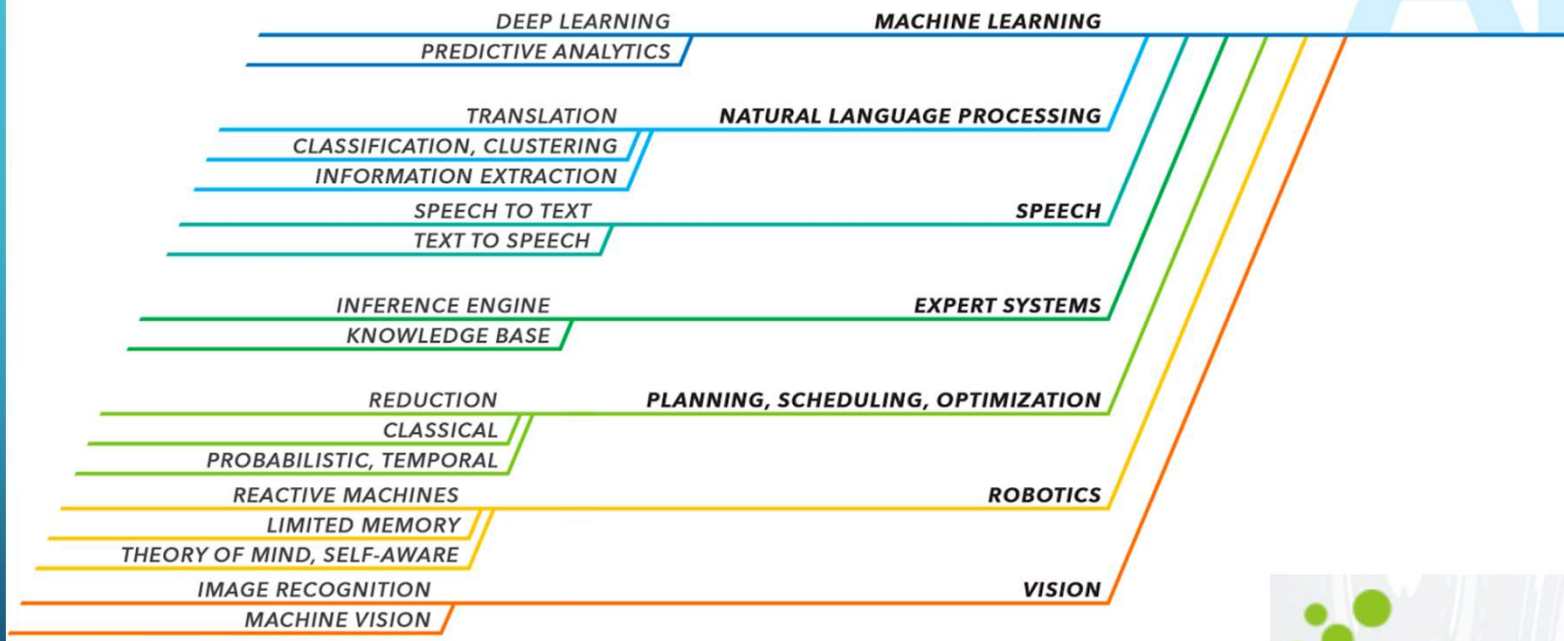 DEEP LEARNING MACHINE LEARNING
PREDICTIVE ANALYTICS
TRANSLATION NATURAL LANGUAGE PROCESSING
CLASSIFICATION, CLUSTERING
INFORMATION EXTRACTION
SPEECH TO TEXT SPEECH
TEXT TO SPEECH
INFERENCE ENGINE EXPERT SYSTEMS
KNOWLEDGE BASE
REDUCTION PLANNING, SCHEDULING, OPTIMIZATION
CLASSICAL
PROBABILISTIC, TEMPORAL
REACTIVE MACHINES ROBOTICS
LIMITED MEMORY
THEORY OF MIND, SELF-AWARE
IMAGE RECOGNITION VISION
MACHINE VISION